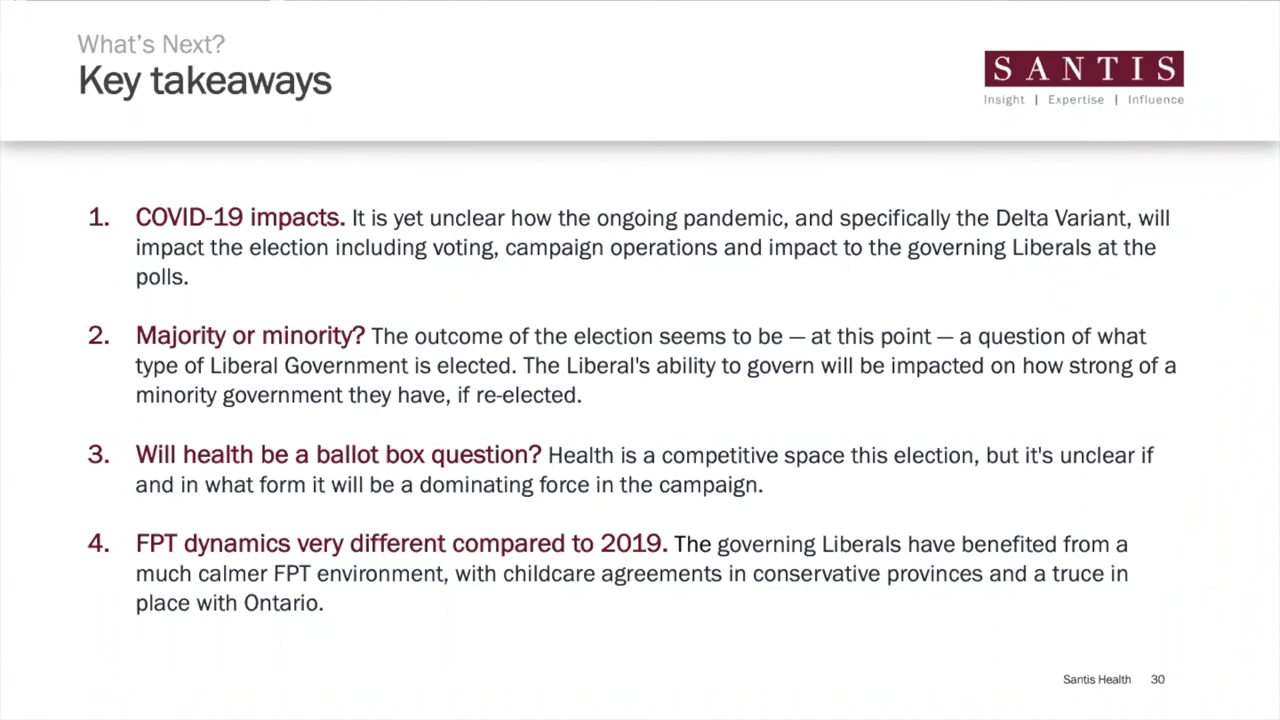 What's Next?
Key takeaways
SANTIS
Insight | Expertise | Influence
1. COVID-19 impacts. It is yet unclear how the ongoing pandemic, and specifically the Delta Variant, will
impact the election including voting, campaign operations and impact to the governing Liberals at the
polls.
2. Majority or minority? The outcome of the election seems to be — at this point — a question of what
type of Liberal Government is elected. The Liberal's ability to govern will be impacted on how strong of a
minority government they have, if re-elected.
3. Will health be a ballot box question? Health is a competitive space this election, but it's unclear if
and in what form it will be a dominating force in the campaign.
4. FPT dynamics very different compared to 2019. The governing Liberals have benefited from a
much calmer FPT environment, with childcare agreements in conservative provinces and a truce in
place with Ontario.
Santis Health 30